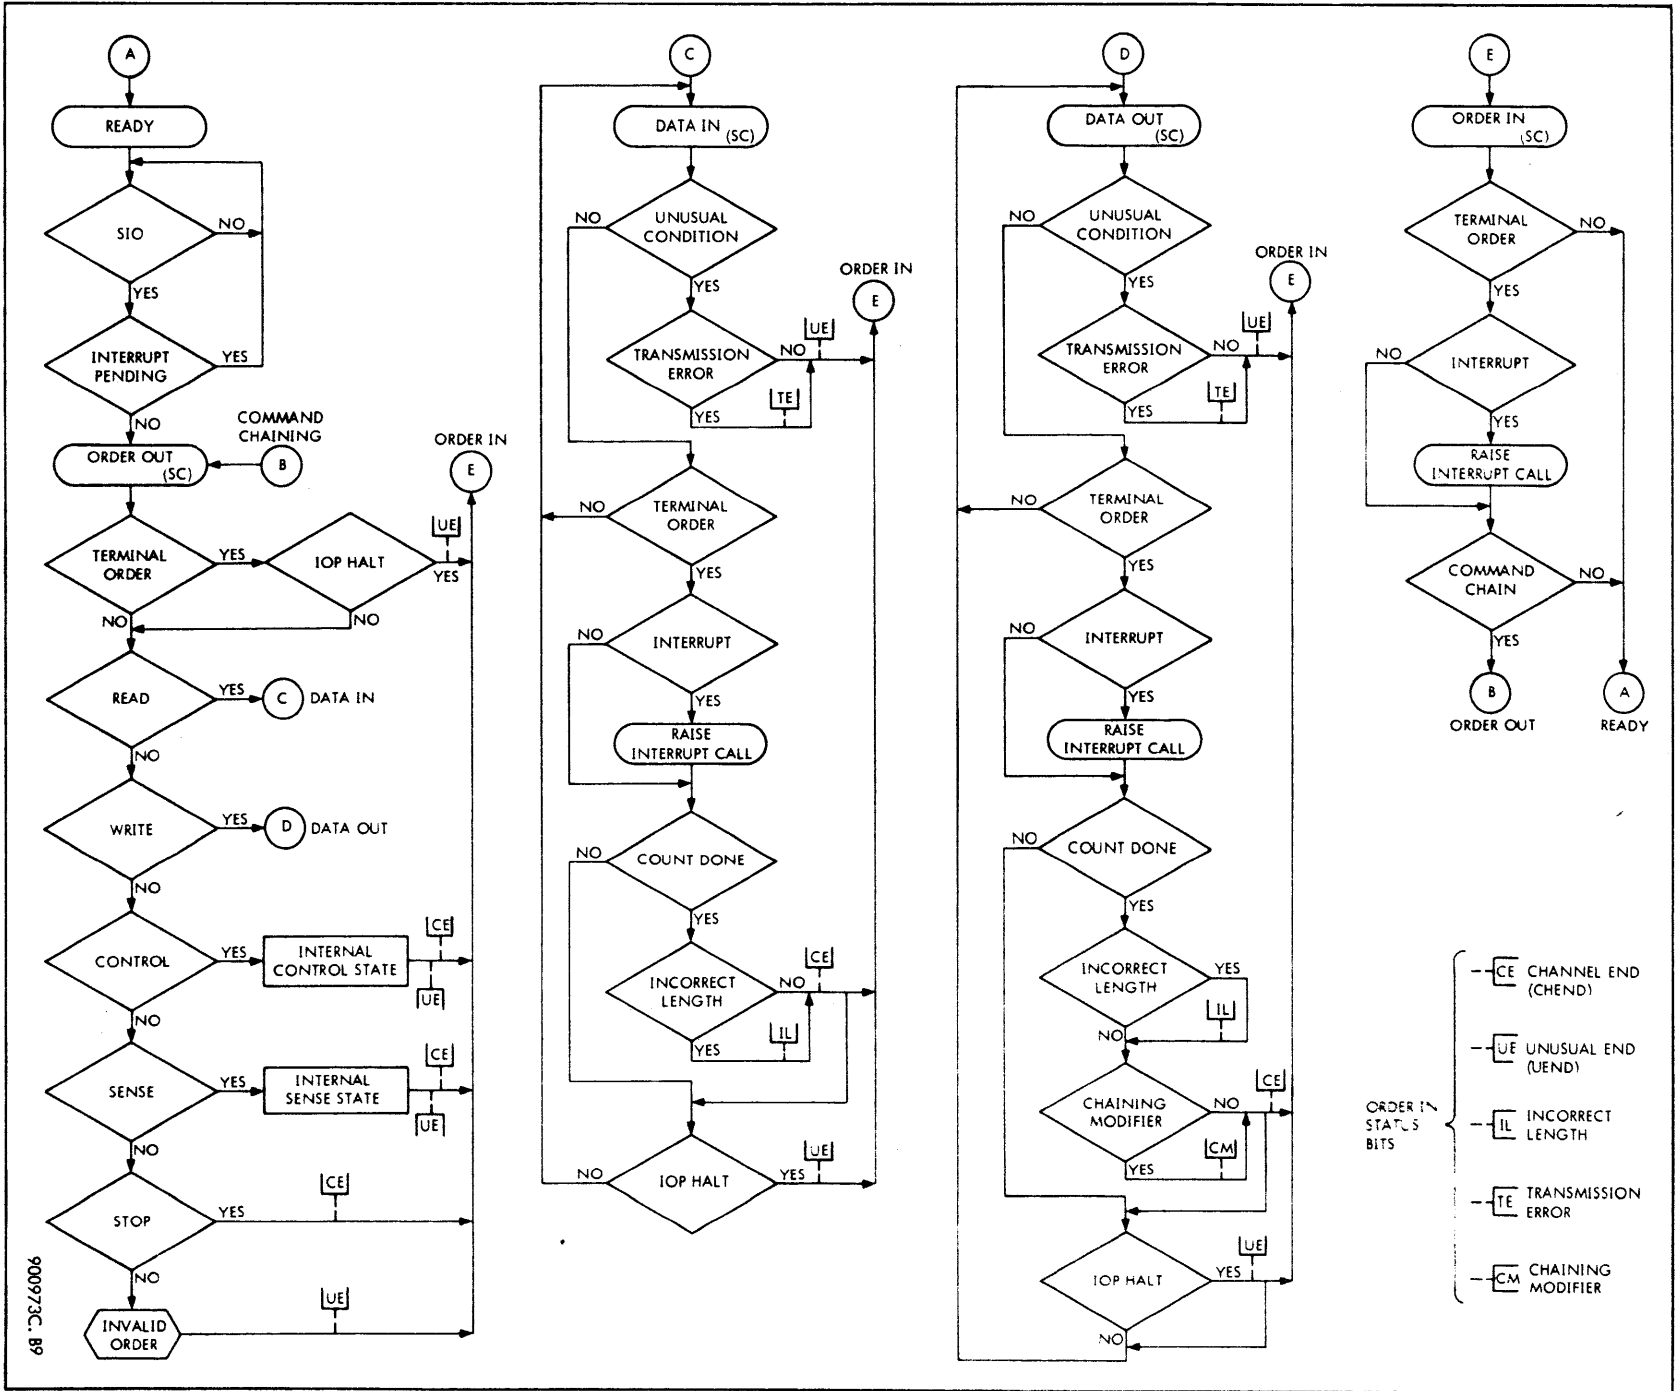 A
READY
SIO
NO
YES
INTERRUPT
PENDING
YES
NO
COMMAND
CHAINING
ORDER OUT
(SC)
B
ORDER IN
E
TERMINAL
ORDER
YES
IOP HALT
UE
YES
NO
NO
READ
YES
C
DATA IN
NO
WRITE
YES
D
DATA OUT
NO
CONTROL
YES
INTERNAL
CONTROL STATE
CE
UE
NO
SENSE
YES
INTERNAL
SENSE STATE
CE
UE
NO
STOP
YES
CE
NO
INVALID
ORDER
UE
900973C. B9
C
DATA IN
(SC)
NO
UNUSUAL
CONDITION
YES
ORDER IN
E
TRANSMISSION
ERROR
NO
UE
TE
YES
NO
TERMINAL
ORDER
YES
NO
INTERRUPT
YES
RAISE
INTERRUPT CALL
NO
COUNT DONE
YES
INCORRECT
LENGTH
NO
CE
IL
YES
NO
IOP HALT
YES
UE
D
DATA OUT
(SC)
NO
UNUSUAL
CONDITION
YES
ORDER IN
E
TRANSMISSION
ERROR
NO
UE
TE
YES
NO
TERMINAL
ORDER
YES
NO
INTERRUPT
YES
RAISE
INTERRUPT CALL
NO
COUNT DONE
YES
INCORRECT
LENGTH
YES
IL
NO
CHAINING
MODIFIER
NO
CE
CM
YES
IOP HALT
YES
UE
NO
E
ORDER IN
(SC)
TERMINAL
ORDER
NO
YES
NO
INTERRUPT
YES
RAISE
INTERRUPT CALL
COMMAND
CHAIN
NO
YES
B
ORDER OUT
A
READY
ORDER IN
STATUS
BITS
CE CHANNEL END
(CHEND)
UE UNUSUAL END
(UEND)
IL INCORRECT
LENGTH
TE TRANSMISSION
ERROR
CM CHAINING
MODIFIER